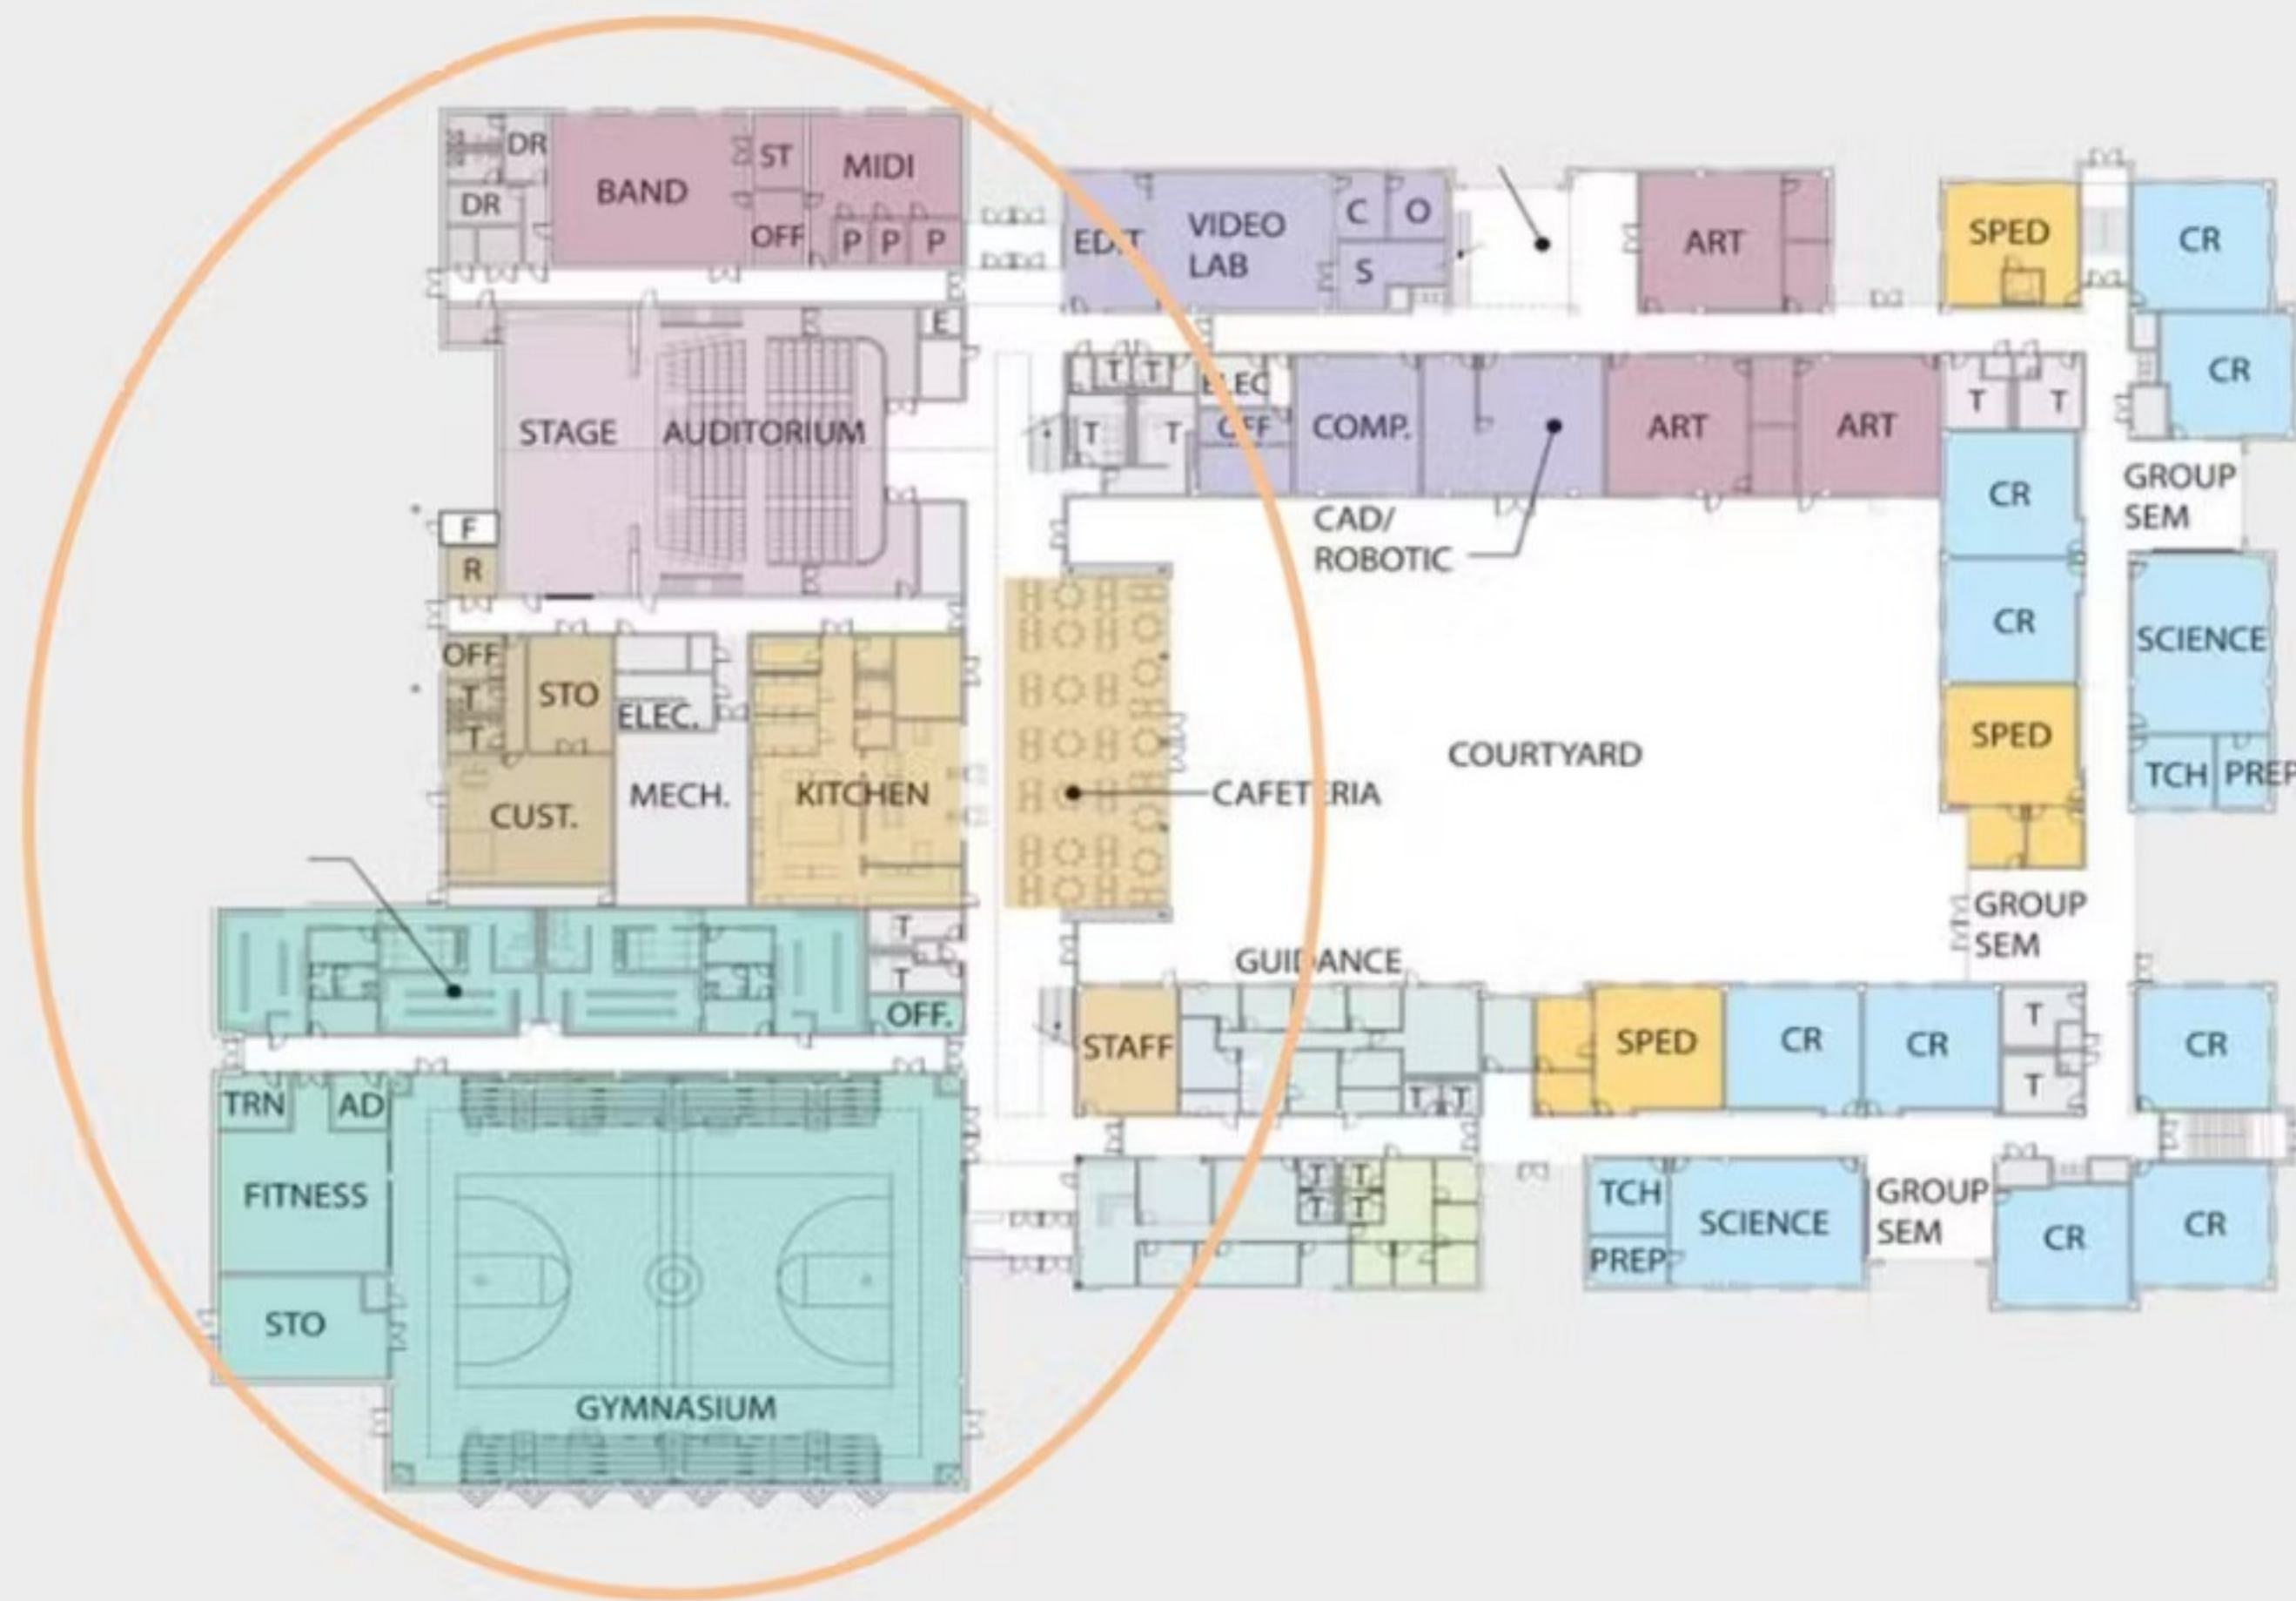 DR
BAND
ST
MIDI
DR
OFF
P P P
EDIT
VIDEO
LAB
C
O
S
ART
SPED
CR
E
CR
STAGE
AUDITORIUM
T
T
ELEC
T
T
OFF
COMP.
ART
ART
T
T
CR
GROUP
SEM
F
R
CAD/
ROBOTIC
CR
SCIENCE
OFF
T
T
STO
ELEC.
CUST.
MECH.
KITCHEN
CAFETERIA
COURTYARD
SPED
TCH
PREP
GROUP
SEM
T
T
OFF.
GUIDANCE
STAFF
T
T
SPED
CR
CR
T
T
CR
TRN
AD
FITNESS
STO
GYMNASIUM
T
T
T
T
TCH
PREP
SCIENCE
GROUP
SEM
CR
CR